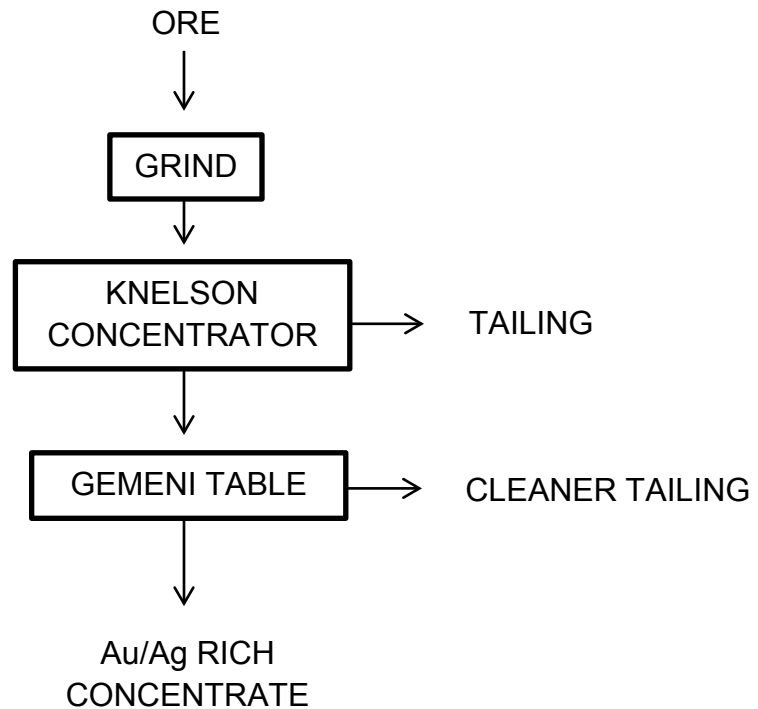 ORE
GRIND
KNELSON
CONCENTRATOR
TAILING
GEMENI TABLE
CLEANER TAILING
Au/Ag RICH
CONCENTRATE